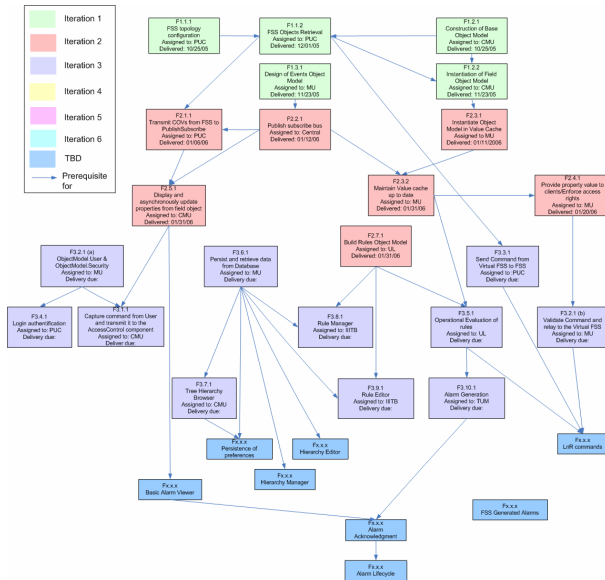 Iteration 1
Iteration 2
Iteration 3
Iteration 4
Iteration 5
Iteration 6
TBD
Prerequisite
for
F1.1.1
FSS topology
configuration
Assigned to: PUC
Delivered: 10/25/05
F1.1.2
FSS Objects Retrieval
Assigned to: PUC
Delivered: 12/01/05
F1.2.1
Construction of Base
Object Model
Assigned to: CMU
Delivered: 10/25/05
F1.3.1
Design of Events Object
Model
Assigned to: MU
Delivered: 11/23/05
F1.2.2
Instantiation of Field Object
Model
Assigned to: CMU
Delivered: 11/23/05
F2.1.1
Transmit COVs from FSS to
PublishSubscribe
Assigned to: PUC
Delivered: 01/06/06
F2.2.1
Publish subscribe bus
Assigned to: Central
Delivered: 01/12/06
F2.3.1
Instantiate Object
Model in Value Cache
Assigned to MU
Delivered: 01/11/2006
F2.5.1
Display and
asynchronously update
properties from field object
Assigned to: CMU
Delivered: 01/31/06
F2.3.2
Maintain Value cache
up to date
Assigned to: MU
Delivered: 01/31/06
F2.4.1
Provide property value to
clients/Enforce access
rights
Assigned to: MU
Delivered: 01/20/06
F3.2.1 (a)
ObjectModel.User &
ObjectModel.Security
Assigned to: MU
Delivery due:
F3.6.1
Persist and retrieve data
from Database
Assigned to: MU
Delivery due:
F2.7.1
Build Rules Object Model
Assigned to: UL
Delivered: 01/31/06
F3.3.1
Send Command from
Virtual FSS to FSS
Assigned to: PUC
Delivery due:
F3.4.1
Login authentification
Assigned to: PUC
Delivery due:
F3.1.1
Capture command from User
and transmit it to the
AccessControl component
Assigned to: CMU
Deliver due:
F3.8.1
Rule Manager
Assigned to: IIITB
Delivery due:
F3.5.1
Operational Evaluation of
rules
Assigned to: UL
Delivery due:
F3.2.1 (b)
Validate Command and
relay to the Virtual FSS
Assigned to: MU
Delivery due:
F3.7.1
Tree Hierarchy
Browser
Assigned to: CMU
Delivery due:
F3.9.1
Rule Editor
Assigned to: IIITB
Delivery due:
F3.10.1
Alarm Generation
Assigned to: TUM
Delivery due:
Fx.x.x
Persistence of
preferences
Fx.x.x
Hierarchy Editor
Fx.x.x
LnR commands
Fx.x.x
Hierarchy Manager
Fx.x.x
Basic Alarm Viewer
Fx.x.x
FSS Generated Alarms
Fx.x.x
Alarm
Acknowledgment
Fx.x.x
Alarm Lifecycle